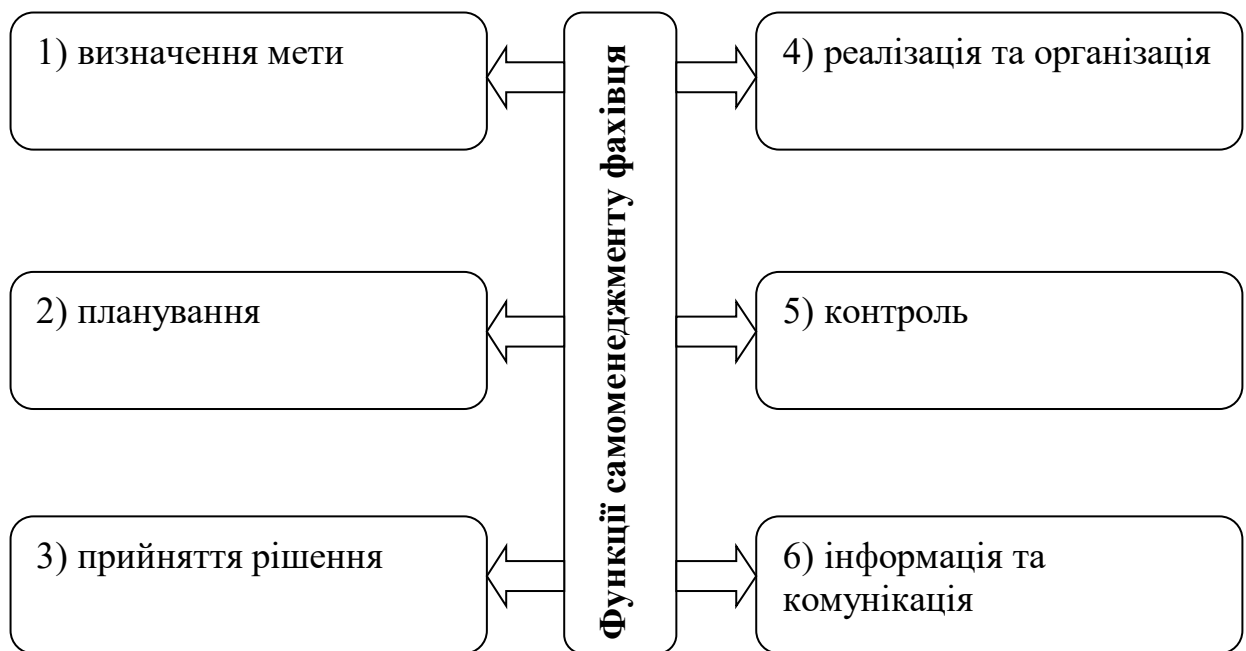 1) визначення мети
2) планування
3) прийняття рішення
Функції самоменеджменту фахівця
4) реалізація та організація
5) контроль
6) інформація та
комунікація